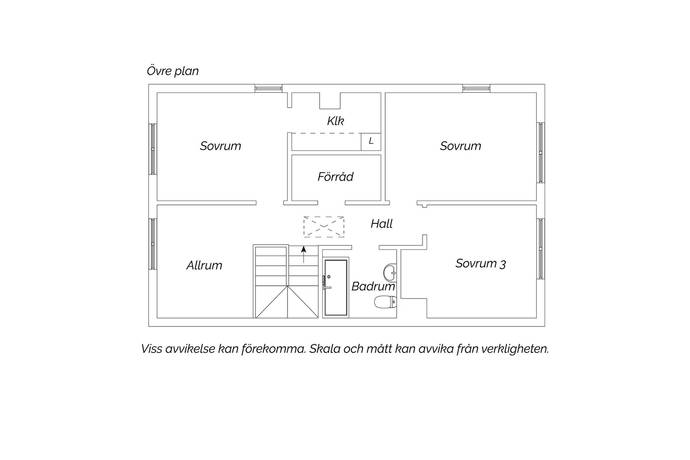 Övre plan
Klk
Sovrum
Sovrum
L
Förråd
Hall
Allrum
Sovrum 3
Badrum
Viss avvikelse kan förekomma. Skala och mått kan avvika från verkligheten.